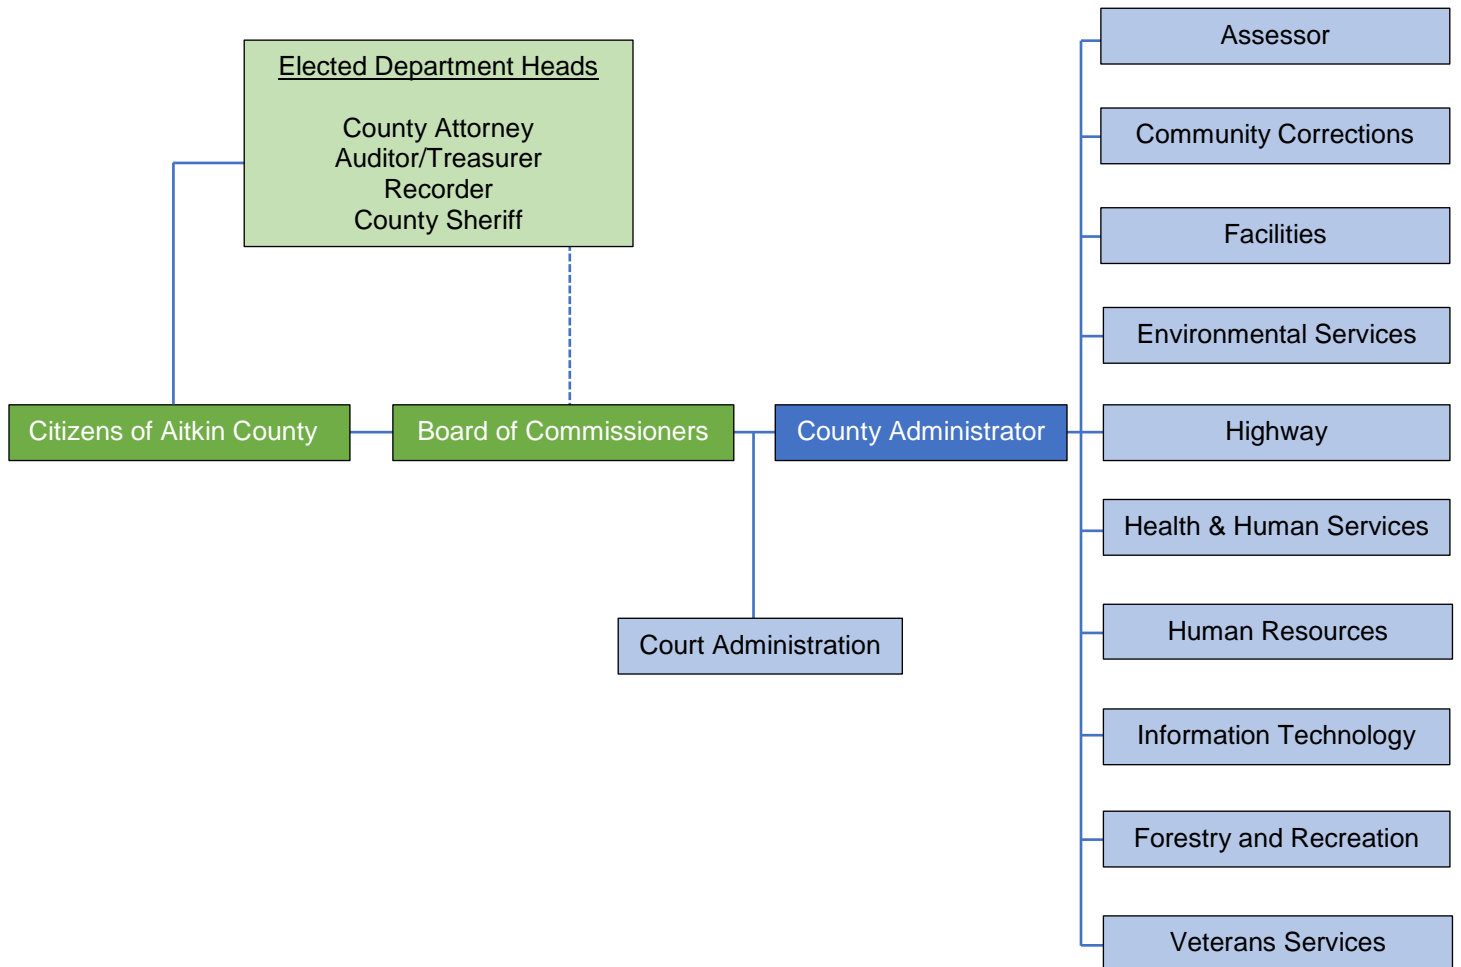 Elected Department Heads
County Attorney
Auditor/Treasurer
Recorder
County Sheriff
Citizens of Aitkin County
Board of Commissioners
County Administrator
Court Administration
Assessor
Community Corrections
Facilities
Environmental Services
Highway
Health & Human Services
Human Resources
Information Technology
Forestry and Recreation
Veterans Services